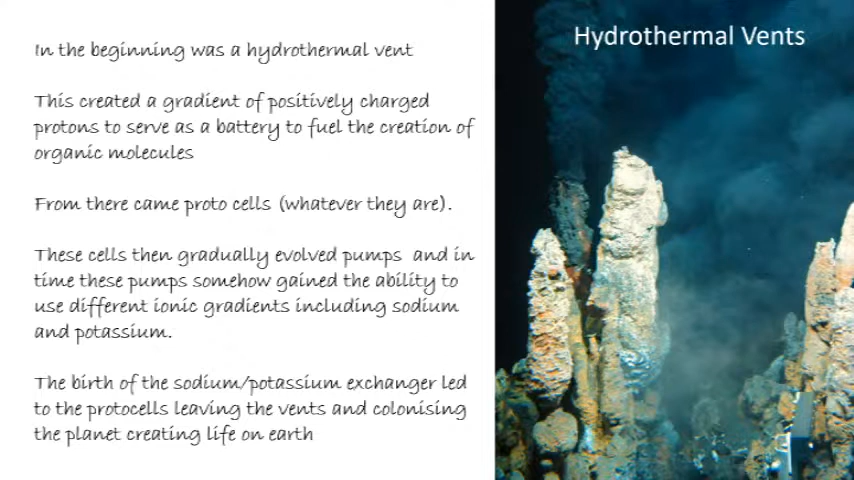 Hydrothermal Vents
In the beginning was a hydrothermal vent
This created a gradient of positively charged
protons to serve as a battery to fuel the creation of
organic molecules
From there came proto cells (whatever they are).
These cells then gradually evolved pumps and in
time these pumps somehow gained the ability to
use different ionic gradients including sodium
and potassium.
The birth of the sodium/potassium exchanger led
to the protocells leaving the vents and colonising
the planet creating life on earth